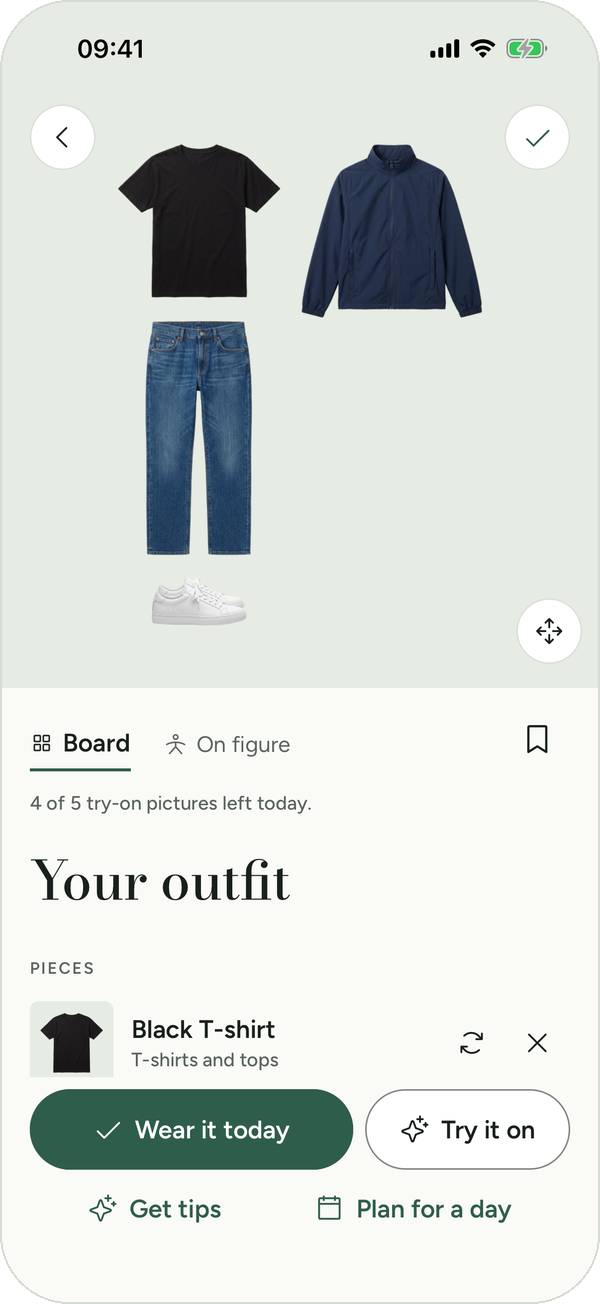 09:41
Board
On figure
4 of 5 try-on pictures left today.
Your outfit
PIECES
Black T-shirt
T-shirts and tops
Wear it today
Try it on
Get tips
Plan for a day